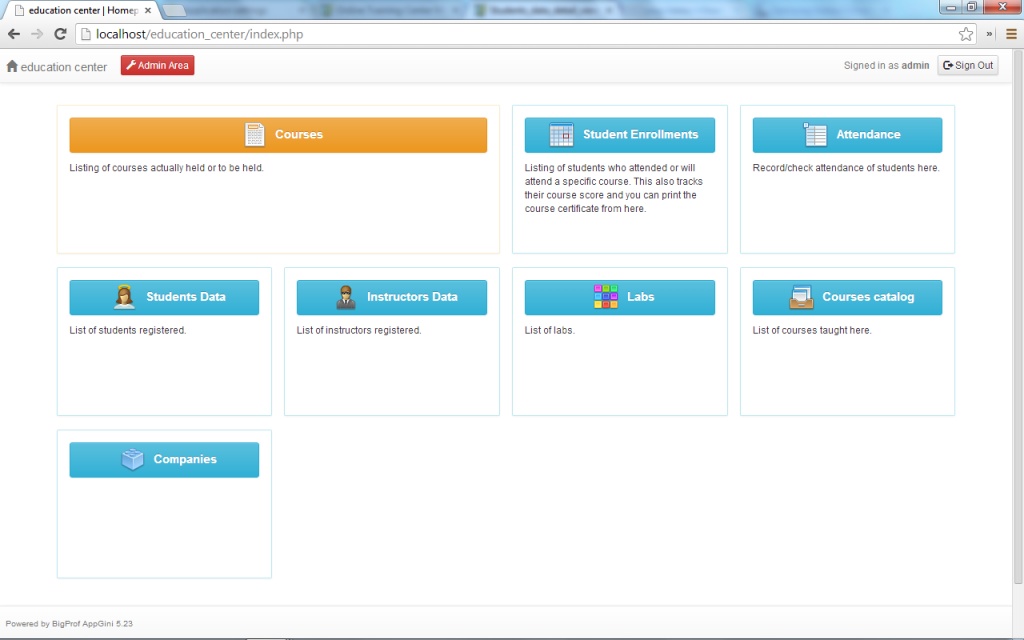 education center | Homep
localhost/education_center/index.php
education center
Admin Area
Signed in as admin
Sign Out
Courses
Listing of courses actually held or to be held.
Student Enrollments
Listing of students who attended or will
attend a specific course. This also tracks
their course score and you can print the
course certificate from here.
Attendance
Record/check attendance of students here.
Students Data
List of students registered.
Instructors Data
List of instructors registered.
Labs
List of labs.
Courses catalog
List of courses taught here.
Companies
Powered by BigProf AppGini 5.23